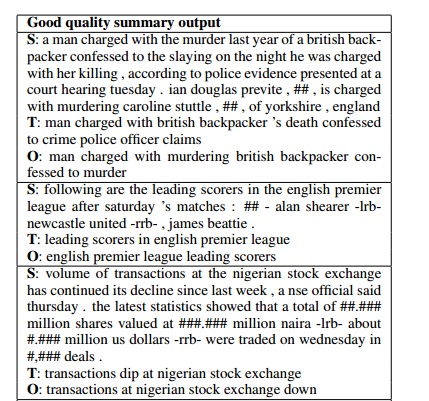 Good quality summary output
S: a man charged with the murder last year of a british back-
packer confessed to the slaying on the night he was charged
with her killing , according to police evidence presented at a
court hearing tuesday . ian douglas previte , ## , is charged
with murdering caroline stuttle , ## , of yorkshire , england
T: man charged with british backpacker 's death confessed
to crime police officer claims
O: man charged with murdering british backpacker con-
fessed to murder
S: following are the leading scorers in the english premier
league after saturday 's matches : ## - alan shearer -lrb-
newcastle united -rrb- , james beattie .
T: leading scorers in english premier league
O: english premier league leading scorers
S: volume of transactions at the nigerian stock exchange
has continued its decline since last week , a nse official said
thursday . the latest statistics showed that a total of ##.###
million shares valued at ###.### million naira -lrb- about
#.### million us dollars -rrb- were traded on wednesday in
#,### deals .
T: transactions dip at nigerian stock exchange
O: transactions at nigerian stock exchange down